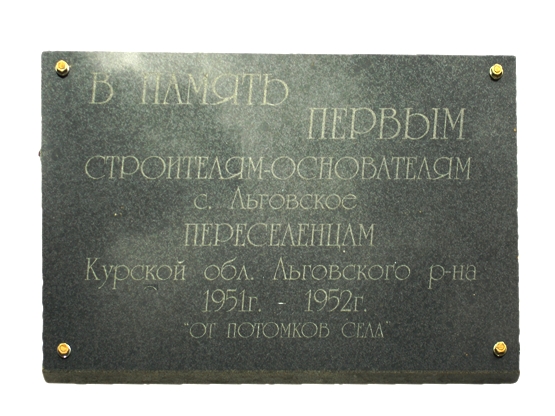 В ПАМЯТЬ
ПЕРВЫМ
СТРОИТЕЛЯМ-ОСНОВАТЕЛЯМ
с. Льговское
ПЕРЕСЕЛЕНЦАМ
Курской обл. Льговского р-на
1951г. - 1952г.
"ОТ ПОТОМКОВ СЕЛА"